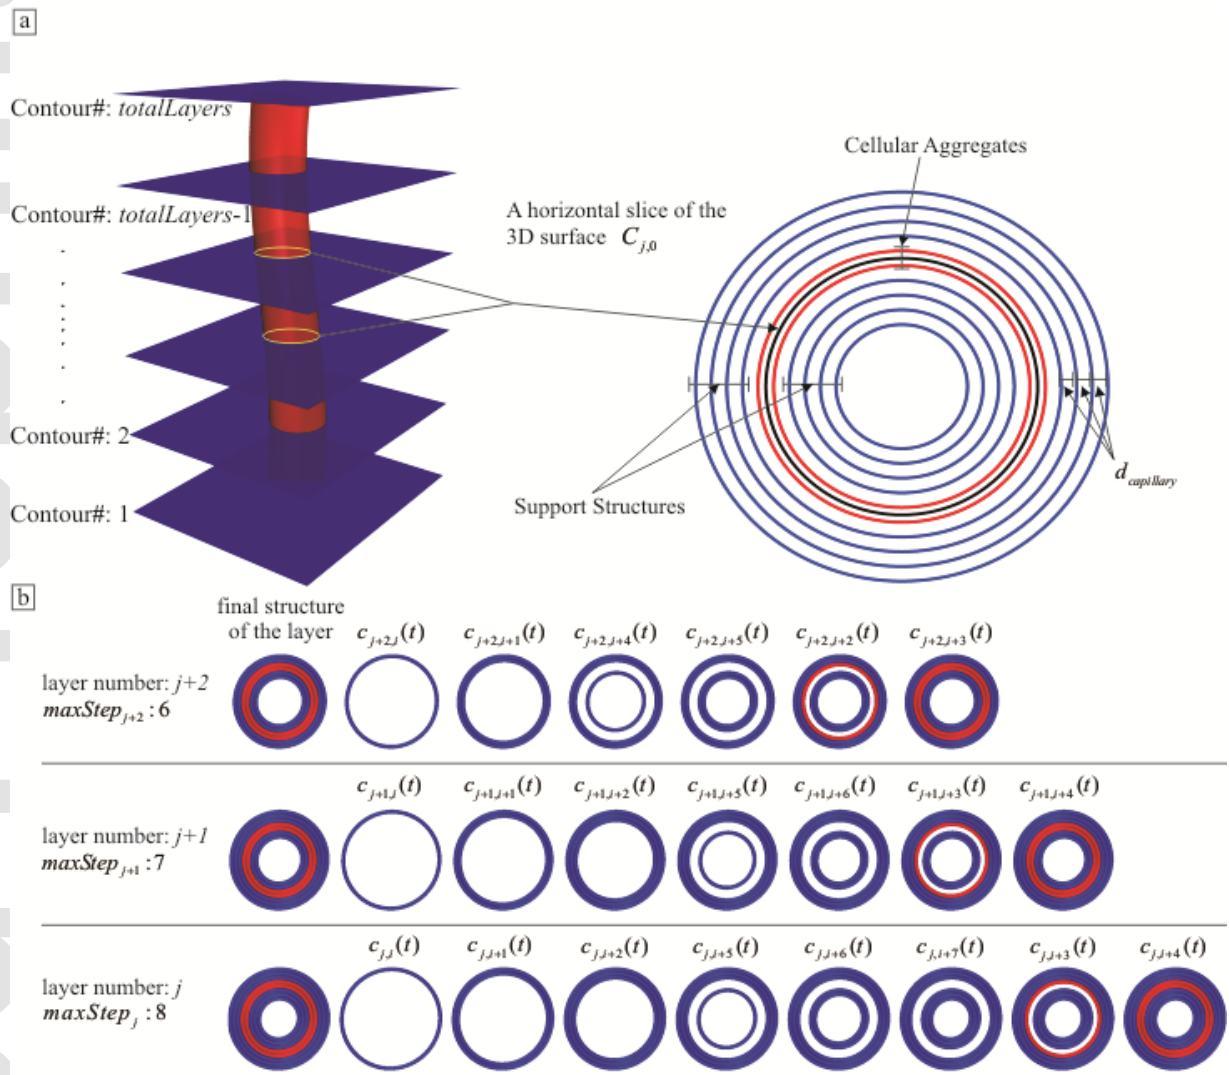 a
Contour#: totalLayers
Contour#: totalLayers-1
Contour#: 2
Contour#: 1
A horizontal slice of the
3D surface C_{j,0}
Cellular Aggregates
Support Structures
d_{capillary}
b
final structure
of the layer
c_{j+2,i}(t) c_{j+2,i+1}(t) c_{j+2,i+4}(t) c_{j+2,i+5}(t) c_{j+2,i+2}(t) c_{j+2,i+3}(t)
layer number: j+2
maxStep_{j+2} : 6
c_{j+1,i}(t) c_{j+1,i+1}(t) c_{j+1,i+2}(t) c_{j+1,i+5}(t) c_{j+1,i+6}(t) c_{j+1,i+3}(t) c_{j+1,i+4}(t)
layer number: j+1
maxStep_{j+1} : 7
c_{j,i}(t) c_{j,i+1}(t) c_{j,i+2}(t) c_{j,i+5}(t) c_{j,i+6}(t) c_{j,i+7}(t) c_{j,i+3}(t) c_{j,i+4}(t)
layer number: j
maxStep_{j} : 8